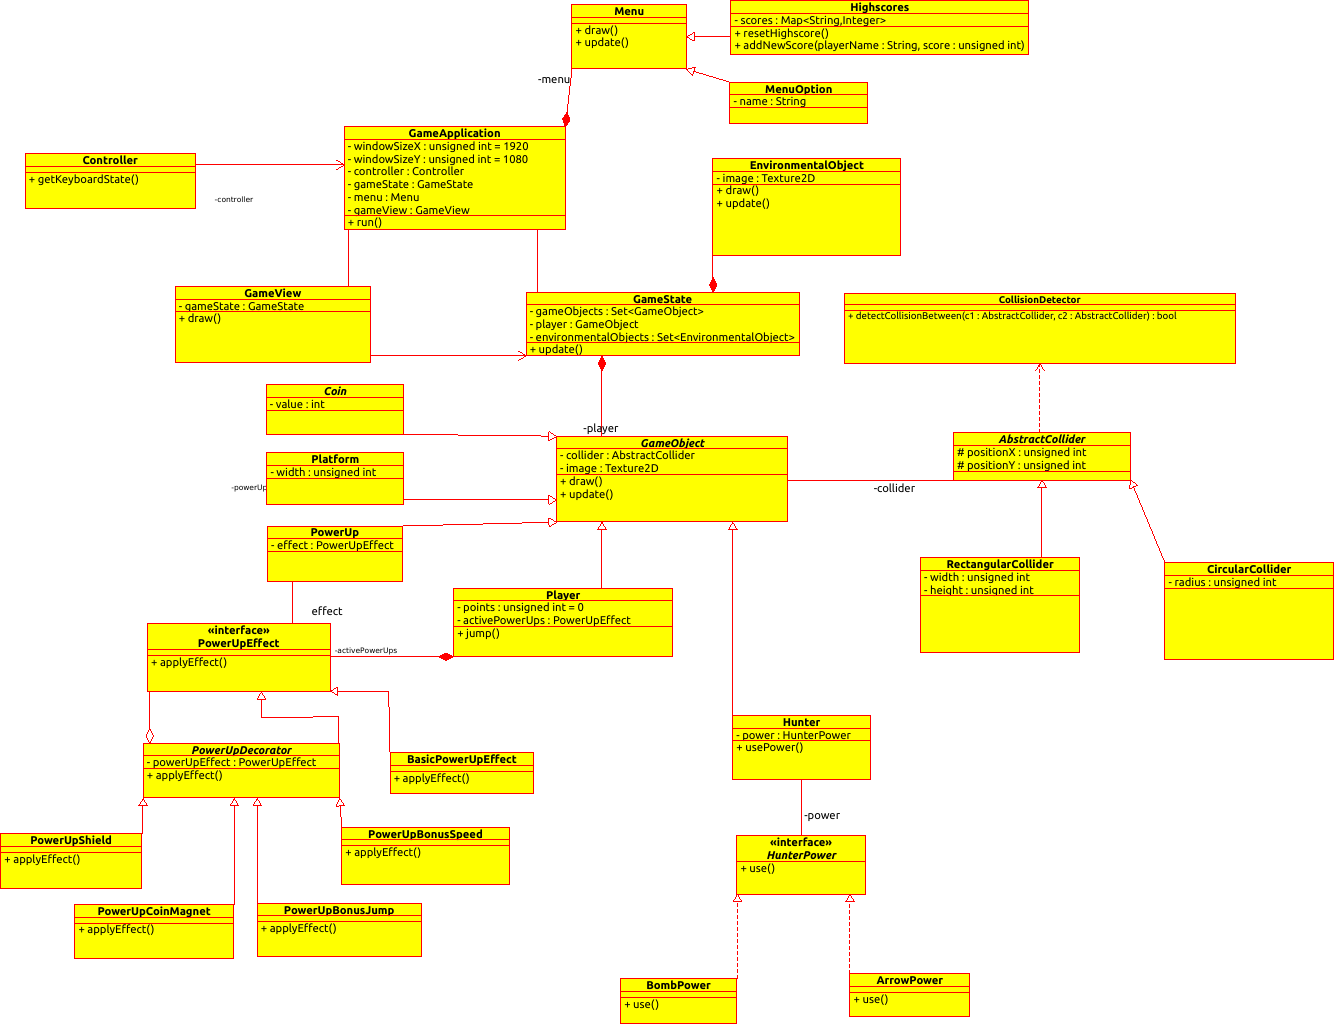 Menu
+ draw()
+ update()
Highscores
- scores : Map<String,Integer>
+ resetHighscore()
+ addNewScore(playerName : String, score : unsigned int)
-menu
MenuOption
- name : String
GameApplication
- windowSizeX : unsigned int = 1920
- windowSizeY : unsigned int = 1080
- controller : Controller
- gameState : GameState
- menu : Menu
- gameView : GameView
+ run()
Controller
+ getKeyboardState()
-controller
EnvironmentalObject
- image : Texture2D
+ draw()
+ update()
GameView
- gameState : GameState
+ draw()
GameState
- gameObjects : Set<GameObject>
- player : GameObject
- environmentalObjects : Set<EnvironmentalObject>
+ update()
CollisionDetector
+ detectCollisionBetween(c1 : AbstractCollider, c2 : AbstractCollider) : bool
Coin
- value : int
-player
GameObject
- collider : AbstractCollider
- image : Texture2D
+ draw()
+ update()
AbstractCollider
# positionX : unsigned int
# positionY : unsigned int
Platform
- width : unsigned int
-powerUp
-collider
PowerUp
- effect : PowerUpEffect
effect
RectangularCollider
- width : unsigned int
- height : unsigned int
CircularCollider
- radius : unsigned int
Player
- points : unsigned int = 0
- activePowerUps : PowerUpEffect
+ jump()
«interface»
PowerUpEffect
+ applyEffect()
-activePowerUps
Hunter
- power : HunterPower
+ usePower()
PowerUpDecorator
- powerUpEffect : PowerUpEffect
+ applyEffect()
BasicPowerUpEffect
+ applyEffect()
-power
PowerUpShield
+ applyEffect()
PowerUpBonusSpeed
+ applyEffect()
«interface»
HunterPower
+ use()
PowerUpCoinMagnet
+ applyEffect()
PowerUpBonusJump
+ applyEffect()
BombPower
+ use()
ArrowPower
+ use()